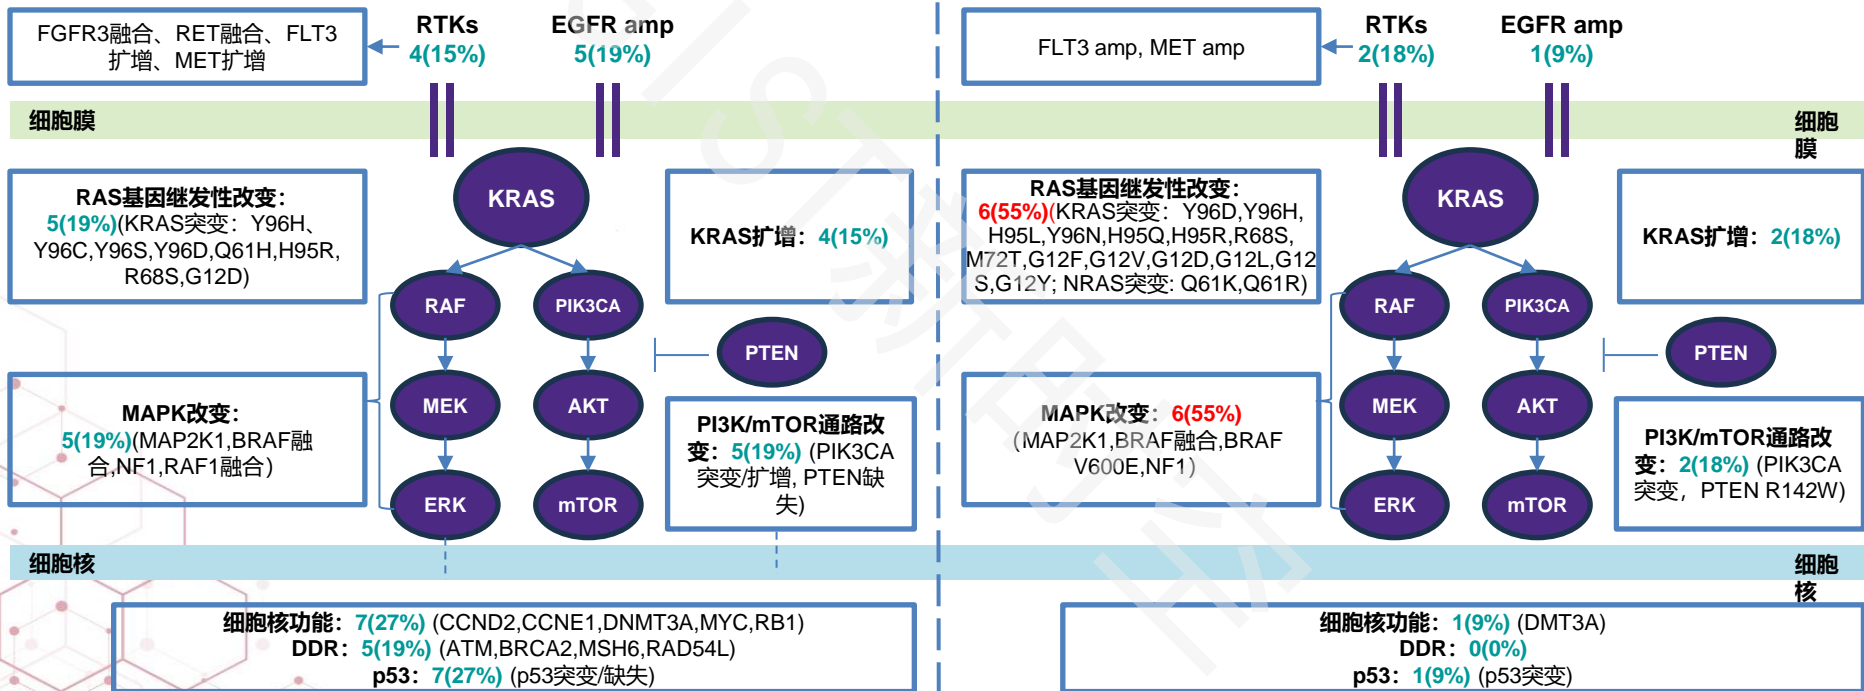 FGFR3融合、RET融合、FLT3
扩增、MET扩增
RTKs
4(15%)
EGFR amp
5(19%)
细胞膜
RAS基因继发性改变：
5(19%)(KRAS突变：Y96H、
Y96C,Y96S,Y96D,Q61H,H95R,
R68S,G12D)
KRAS
KRAS扩增：4(15%)
RAF
PIK3CA
PTEN
MEK
AKT
MAPK改变：
5(19%)(MAP2K1,BRAF融
合,NF1,RAF1融合)
PI3K/mTOR通路改
变：5(19%) (PIK3CA
突变/扩增, PTEN缺
失)
ERK
mTOR
细胞核
细胞核功能：7(27%) (CCND2,CCNE1,DNMT3A,MYC,RB1)
DDR：5(19%) (ATM,BRCA2,MSH6,RAD54L)
p53：7(27%) (p53突变/缺失)
FLT3 amp, MET amp
RTKs
2(18%)
EGFR amp
1(9%)
细胞
膜
RAS基因继发性改变：
6(55%)(KRAS突变：Y96D,Y96H,
H95L,Y96N,H95Q,H95R,R68S,
M72T,G12F,G12V,G12D,G12L,G12
S,G12Y; NRAS突变: Q61K,Q61R)
KRAS
KRAS扩增：2(18%)
RAF
PIK3CA
PTEN
MEK
AKT
MAPK改变：6(55%)
(MAP2K1,BRAF融合,BRAF
V600E,NF1)
PI3K/mTOR通路改
变：2(18%) (PIK3CA
突变，PTEN R142W)
ERK
mTOR
细胞
核
细胞核功能：1(9%) (DMT3A)
DDR：0(0%)
p53：1(9%) (p53突变)